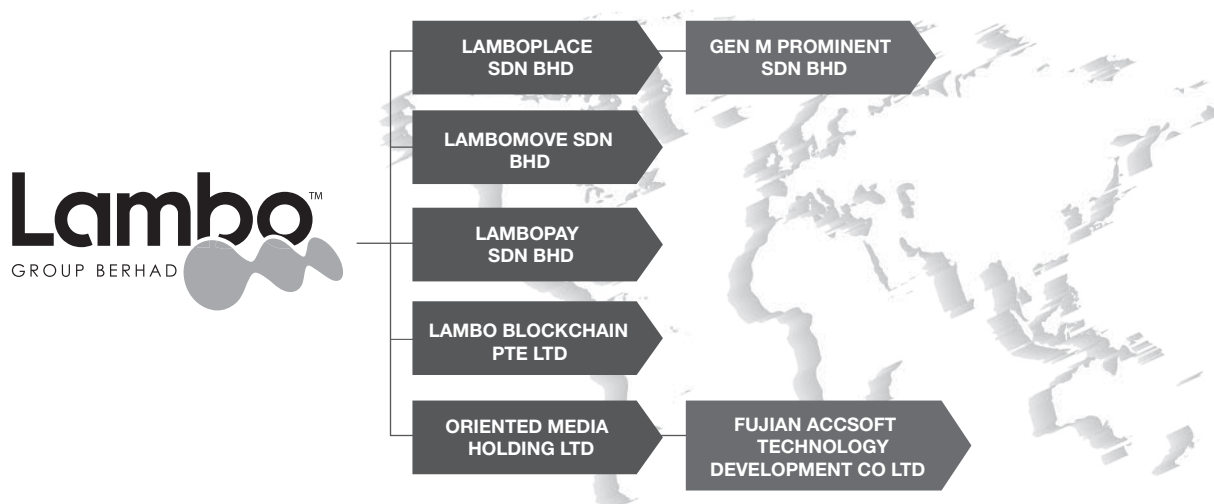 Lambo™
GROUP BERHAD
LAMBOPLACE
SDN BHD
GEN M PROMINENT
SDN BHD
LAMBOMOVE SDN
BHD
LAMBOPAY
SDN BHD
LAMBO BLOCKCHAIN
PTE LTD
ORIENTED MEDIA
HOLDING LTD
FUJIAN ACCSOFT
TECHNOLOGY
DEVELOPMENT CO LTD